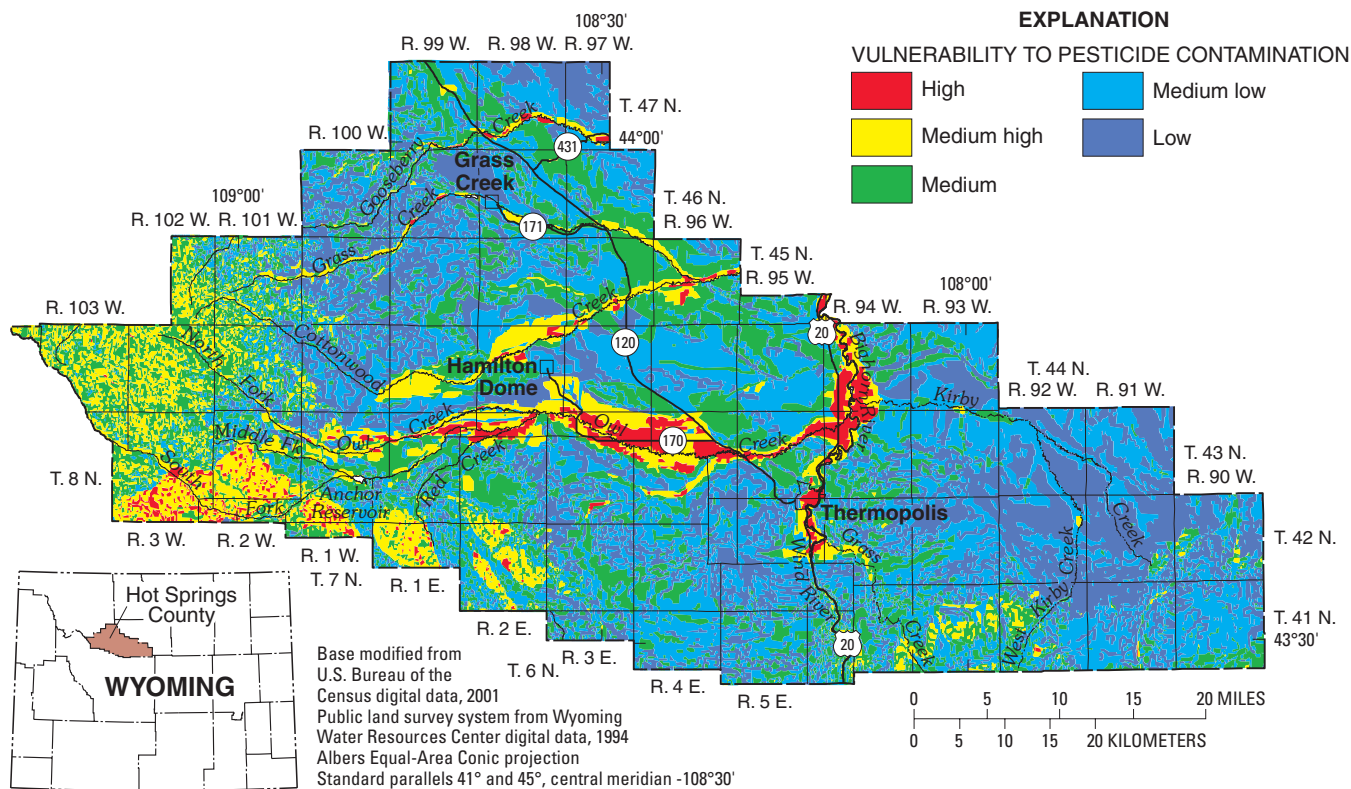 EXPLANATION
VULNERABILITY TO PESTICIDE CONTAMINATION
High
Medium high
Medium
Medium low
Low
108°30'
R. 99 W.
R. 98 W.
R. 97 W.
T. 47 N.
44°00'
R. 100 W.
Gooseberry
Creek
431
Grass
Creek
109°00'
R. 102 W.
R. 101 W.
T. 46 N.
R. 96 W.
Grass
Creek
171
T. 45 N.
R. 95 W.
108°00'
R. 94 W.
R. 93 W.
R. 103 W.
North
Fork
Cottonwood
Creek
120
20
Bighorn River
Hamilton
Dome
Kirby
Creek
T. 44 N.
R. 92 W.
R. 91 W.
Middle Fk
Owl
Creek
Owl
170
Creek
South
Fork
Anchor
Reservoir
Red
Creek
T. 8 N.
T. 43 N.
R. 90 W.
Thermopolis
Wind River
Grass
Creek
West Kirby Creek
R. 3 W.
R. 2 W.
R. 1 W.
T. 7 N.
R. 1 E.
T. 42 N.
R. 2 E.
T. 6 N.
R. 3 E.
R. 4 E.
R. 5 E.
20
T. 41 N.
43°30'
Hot Springs
County
WYOMING
Base modified from
U.S. Bureau of the
Census digital data, 2001
Public land survey system from Wyoming
Water Resources Center digital data, 1994
Albers Equal-Area Conic projection
Standard parallels 41° and 45°, central meridian -108°30'
0 5 10 15 20 MILES
0 5 10 15 20 KILOMETERS